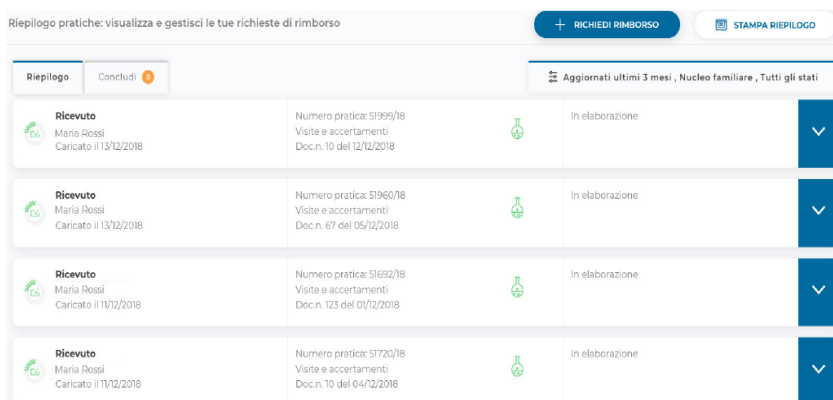 Riepilogo pratiche: visualizza e gestisci le tue richieste di rimborso
RICHIEDI RIMBORSO
STAMPA RIEPILOGO
Riepilogo
Concludi 0
Aggiornati ultimi 3 mesi , Nucleo familiare , Tutti gli stati
Ricevuto
Maria Rossi
Caricato il 13/12/2018
Numero pratica: 51999/18
Visite e accertamenti
Doc.n. 10 del 12/12/2018
In elaborazione
Ricevuto
Maria Rossi
Caricato il 13/12/2018
Numero pratica: 51960/18
Visite e accertamenti
Doc.n. 67 del 05/12/2018
In elaborazione
Ricevuto
Maria Rossi
Caricato il 11/12/2018
Numero pratica: 51692/18
Visite e accertamenti
Doc.n. 123 del 01/12/2018
In elaborazione
Ricevuto
Maria Rossi
Caricato il 11/12/2018
Numero pratica: 51720/18
Visite e accertamenti
Doc.n. 10 del 04/12/2018
In elaborazione